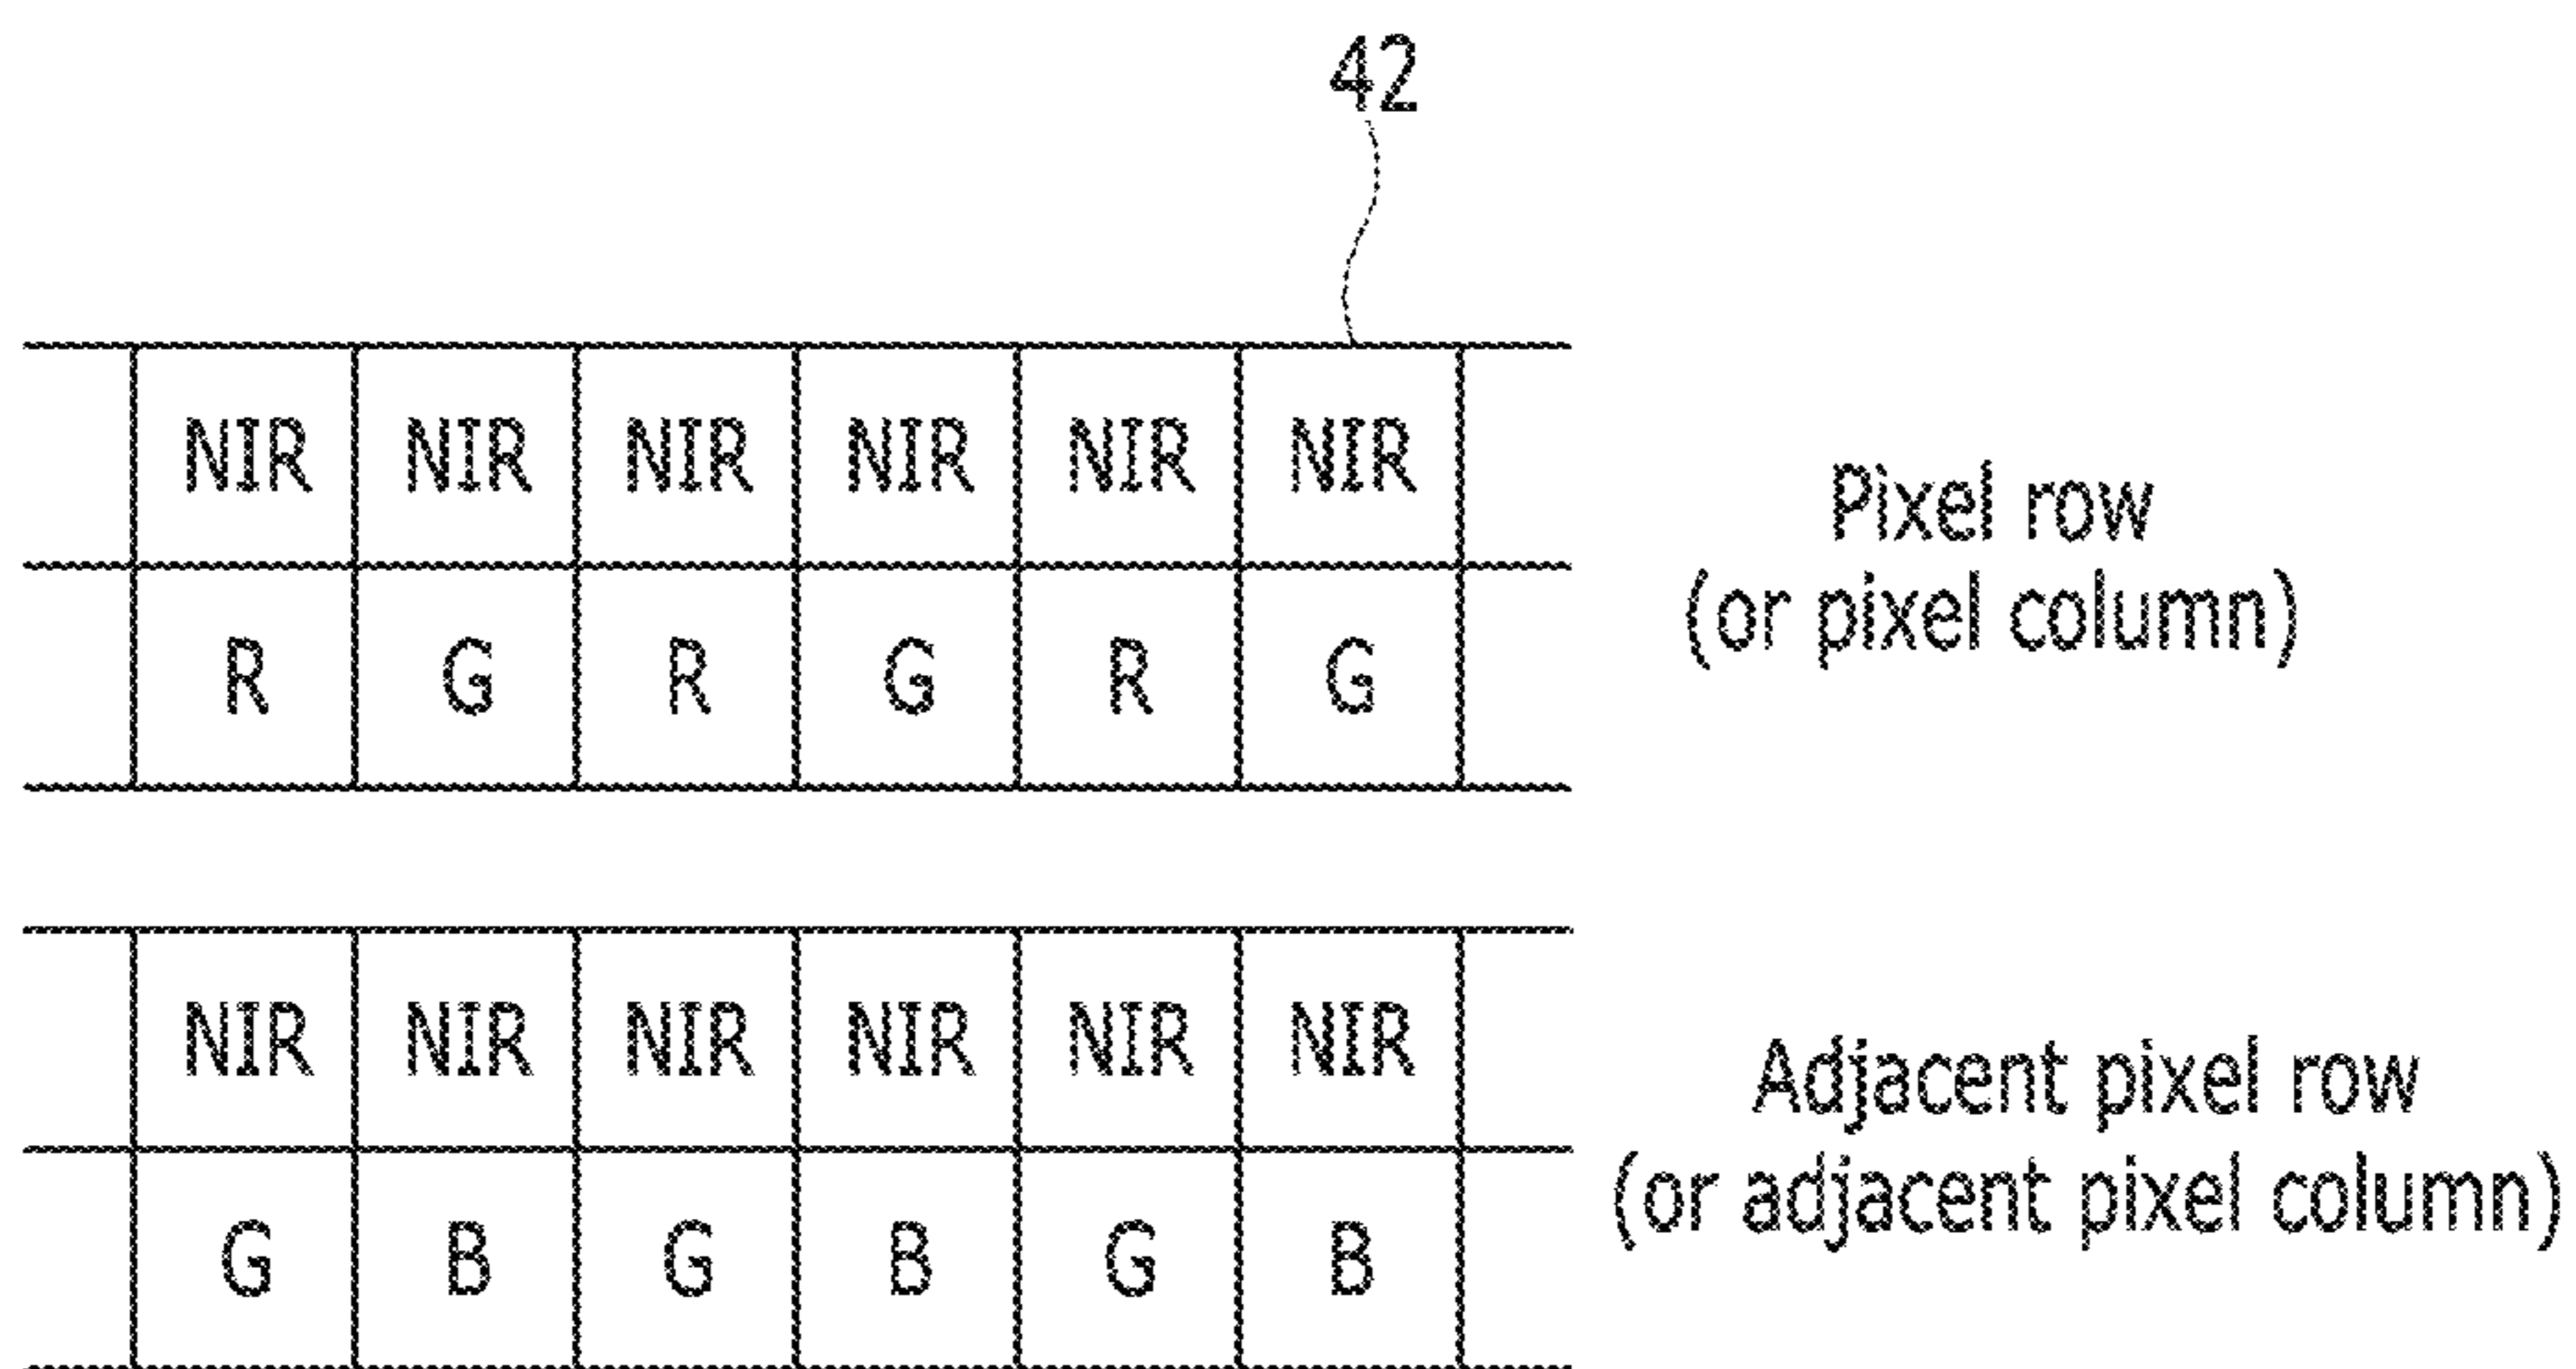 42
NIR NIR NIR NIR NIR NIR
R G R G R G
Pixel row
(or pixel column)
NIR NIR NIR NIR NIR NIR
G B G B G B
Adjacent pixel row
(or adjacent pixel column)